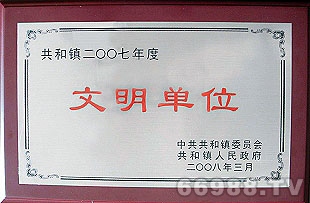 共和镇二〇〇七年度
文明单位
中共共和镇委员会
共和镇人民政府
二〇〇八年三月
66988.TV